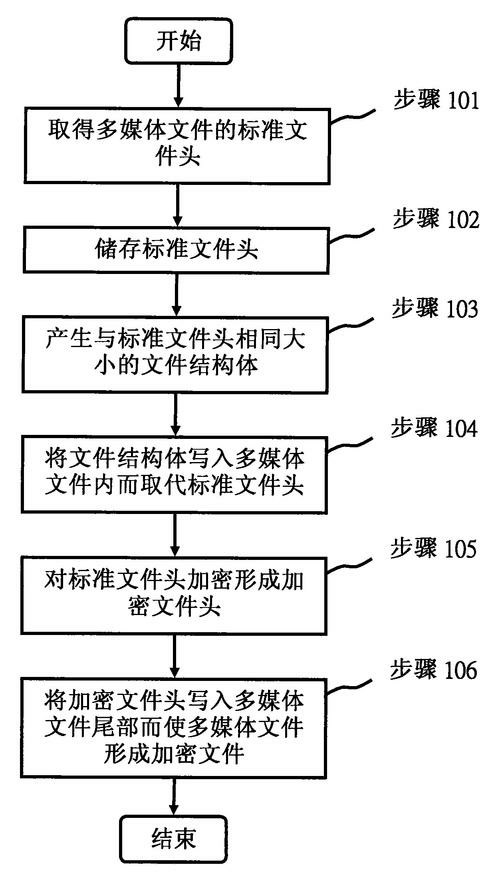 开始
步骤 101
取得多媒体文件的标准文
件头
步骤 102
储存标准文件头
步骤 103
产生与标准文件头相同大
小的文件结构体
步骤 104
将文件结构体写入多媒体
文件内而取代标准文件头
步骤 105
对标准文件头加密形成加
密文件头
步骤 106
将加密文件头写入多媒体
文件尾部而使多媒体文件
形成加密文件
结束